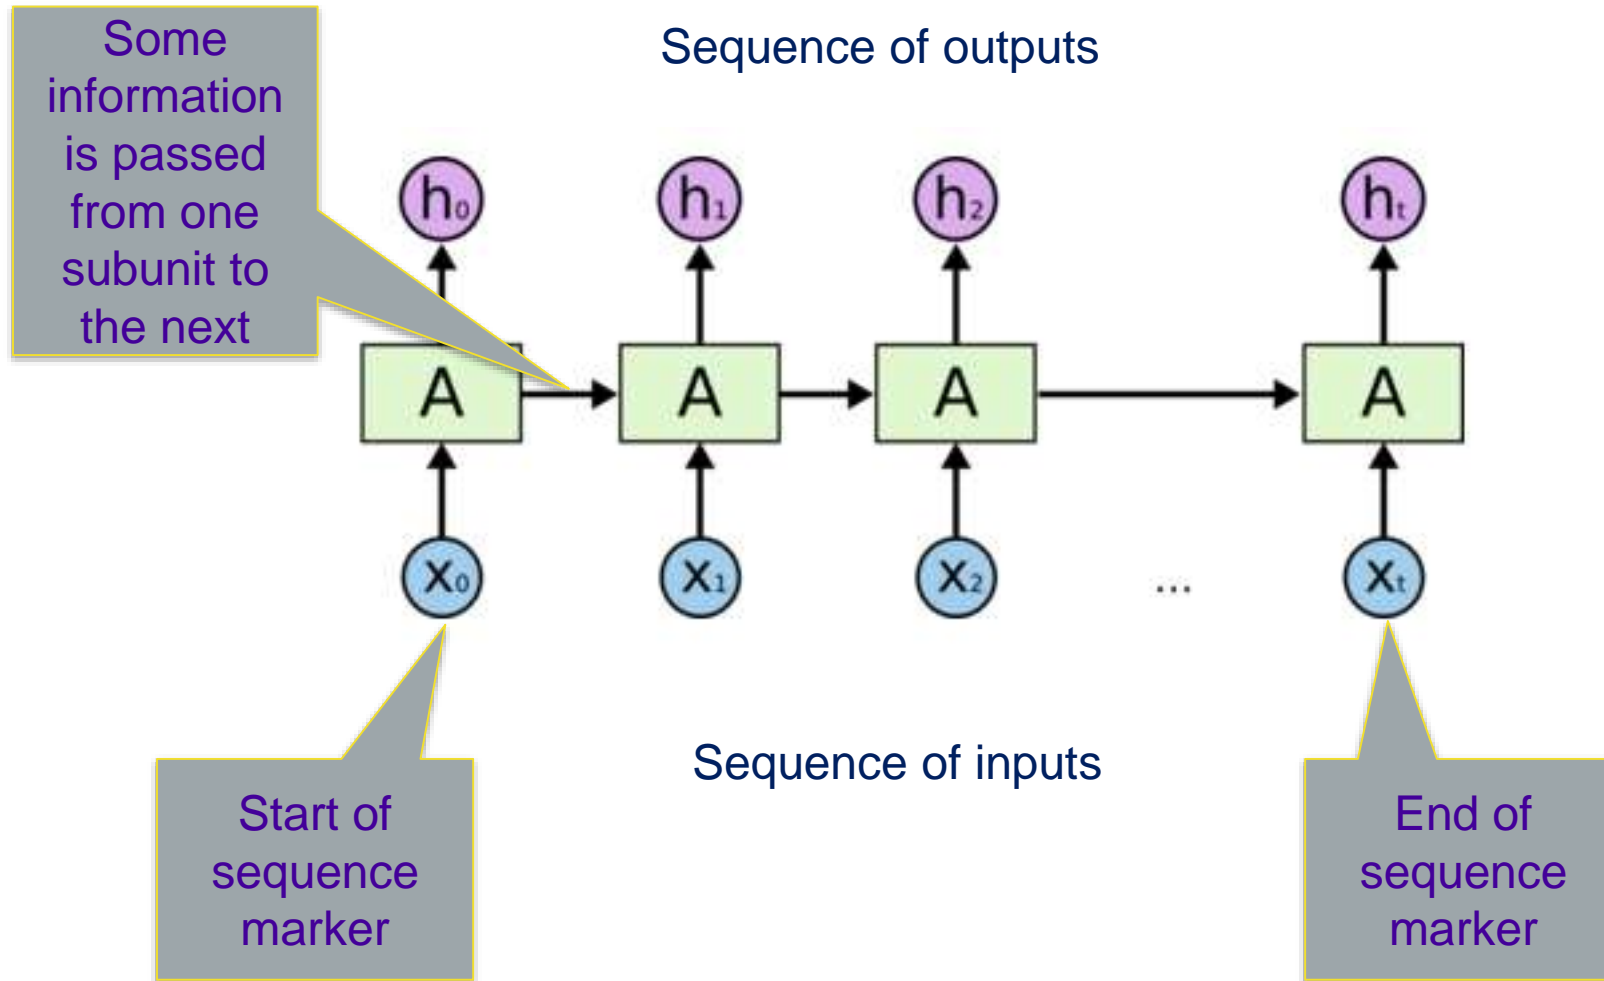 Some
information
is passed
from one
subunit to
the next
Sequence of outputs
h₀ h₁ h₂ hₜ
A A A A
x₀ x₁ x₂ ... xₜ
Sequence of inputs
Start of
sequence
marker
End of
sequence
marker